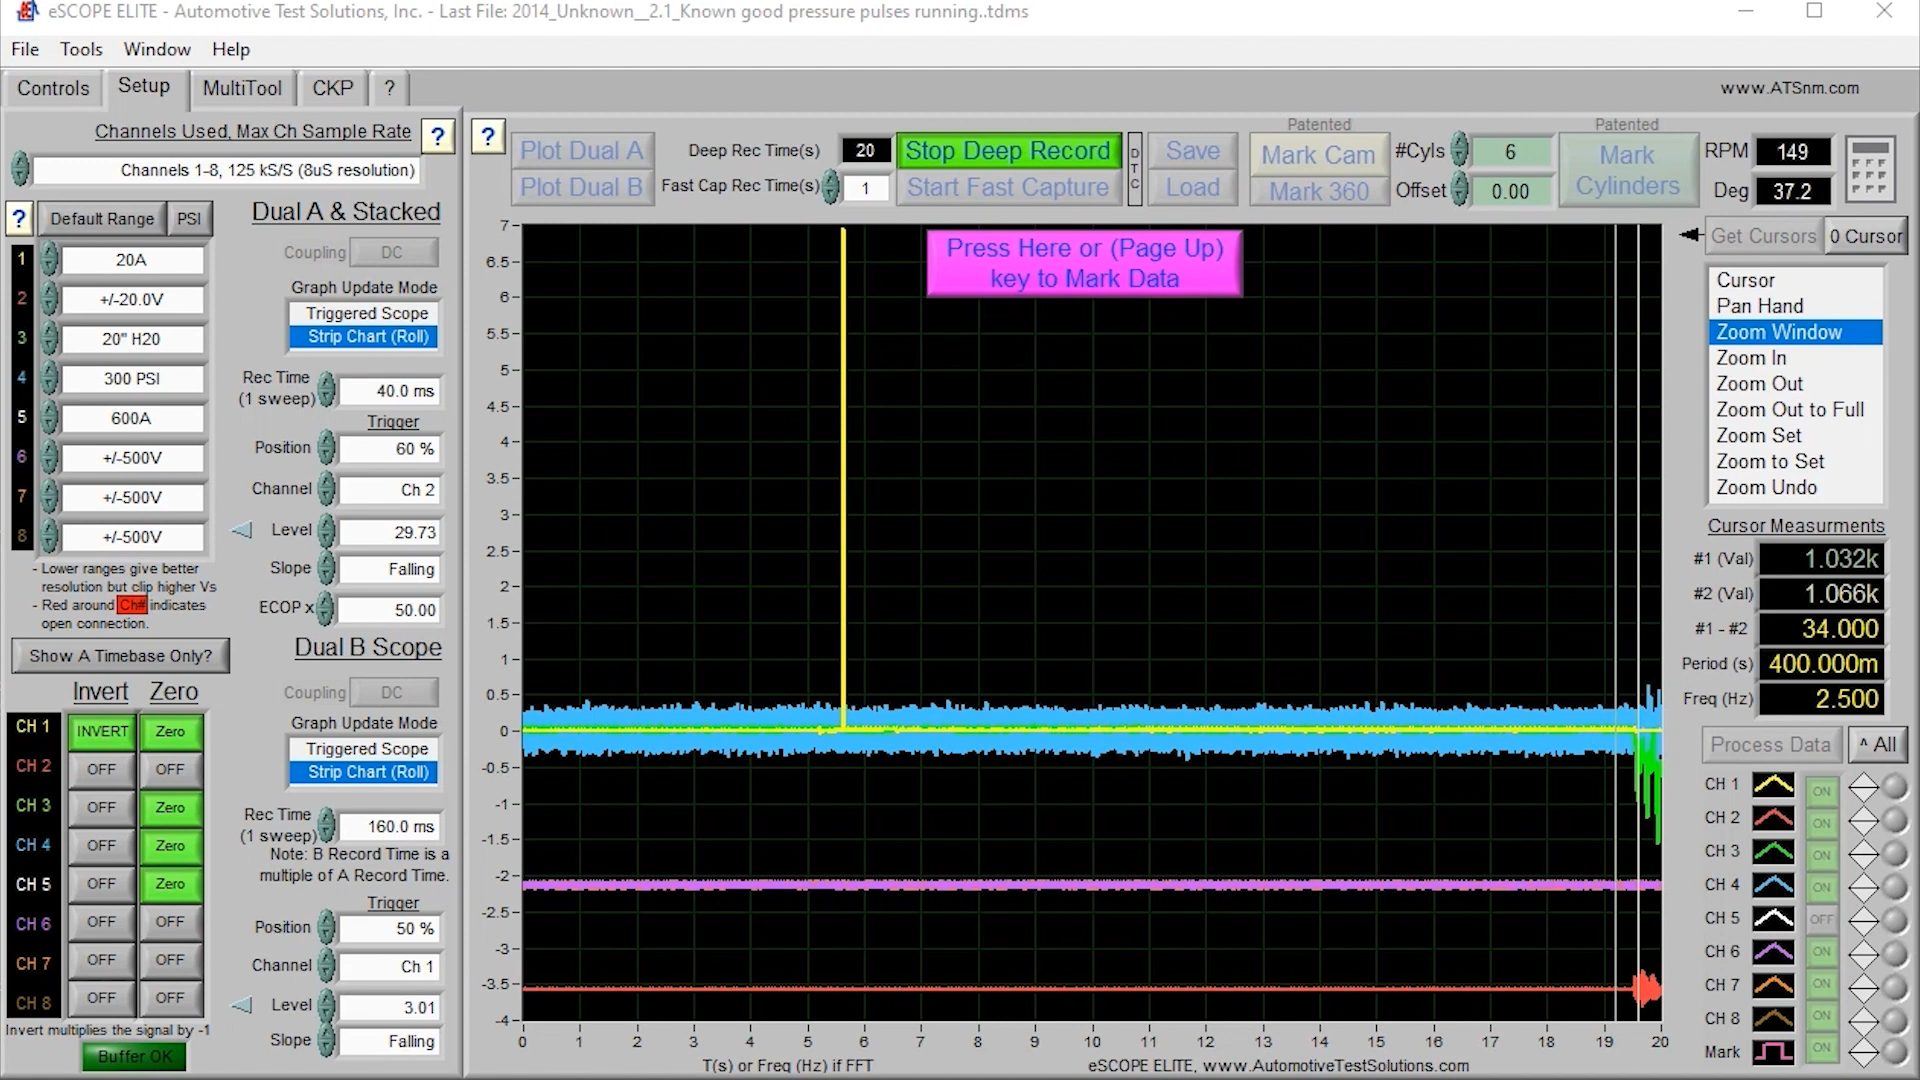 eSCOPE ELITE - Automotive Test Solutions, Inc. - Last File: 2014_Unknown__2.1_Known good pressure pulses running..tdms
File Tools Window Help
Controls Setup MultiTool CKP ?
www.ATSnm.com
Channels Used, Max Ch Sample Rate ?
Channels 1-8, 125 kS/S (8uS resolution)
? Default Range PSI
1 20A
2 +/-20.0V
3 20" H20
4 300 PSI
5 600A
6 +/-500V
7 +/-500V
8 +/-500V
- Lower ranges give better
resolution but clip higher Vs
- Red around Ch# indicates
open connection.
Show A Timebase Only?
Invert Zero
CH 1 INVERT Zero
CH 2 OFF OFF
CH 3 OFF Zero
CH 4 OFF Zero
CH 5 OFF Zero
CH 6 OFF OFF
CH 7 OFF OFF
CH 8 OFF OFF
Invert multiplies the signal by -1
Buffer OK
Dual A & Stacked
Coupling DC
Graph Update Mode
Triggered Scope
Strip Chart (Roll)
Rec Time
(1 sweep) 40.0 ms
Trigger
Position 60 %
Channel Ch 2
Level 29.73
Slope Falling
ECOP x 50.00
Dual B Scope
Coupling DC
Graph Update Mode
Triggered Scope
Strip Chart (Roll)
Rec Time
(1 sweep) 160.0 ms
Note: B Record Time is a
multiple of A Record Time.
Trigger
Position 50 %
Channel Ch 1
Level 3.01
Slope Falling
?
Plot Dual A
Plot Dual B
Deep Rec Time(s) 20
Fast Cap Rec Time(s) 1
Stop Deep Record
Start Fast Capture
DTC
Save
Load
Patented
Mark Cam
Mark 360
#Cyls 6
Offset 0.00
Patented
Mark
Cylinders
RPM 149
Deg 37.2
Press Here or (Page Up)
key to Mark Data
7
6.5
6
5.5
5
4.5
4
3.5
3
2.5
2
1.5
1
0.5
0
-0.5
-1
-1.5
-2
-2.5
-3
-3.5
-4
0 1 2 3 4 5 6 7 8 9 10 11 12 13 14 15 16 17 18 19 20
T(s) or Freq (Hz) if FFT
eSCOPE ELITE, www.AutomotiveTestSolutions.com
Get Cursors 0 Cursor
Cursor
Pan Hand
Zoom Window
Zoom In
Zoom Out
Zoom Out to Full
Zoom Set
Zoom to Set
Zoom Undo
Cursor Measurments
#1 (Val) 1.032k
#2 (Val) 1.066k
#1 - #2 34.000
Period (s) 400.000m
Freq (Hz) 2.500
Process Data ^ All
CH 1 ON
CH 2 ON
CH 3 ON
CH 4 ON
CH 5 OFF
CH 6 ON
CH 7 ON
CH 8 ON
Mark ON